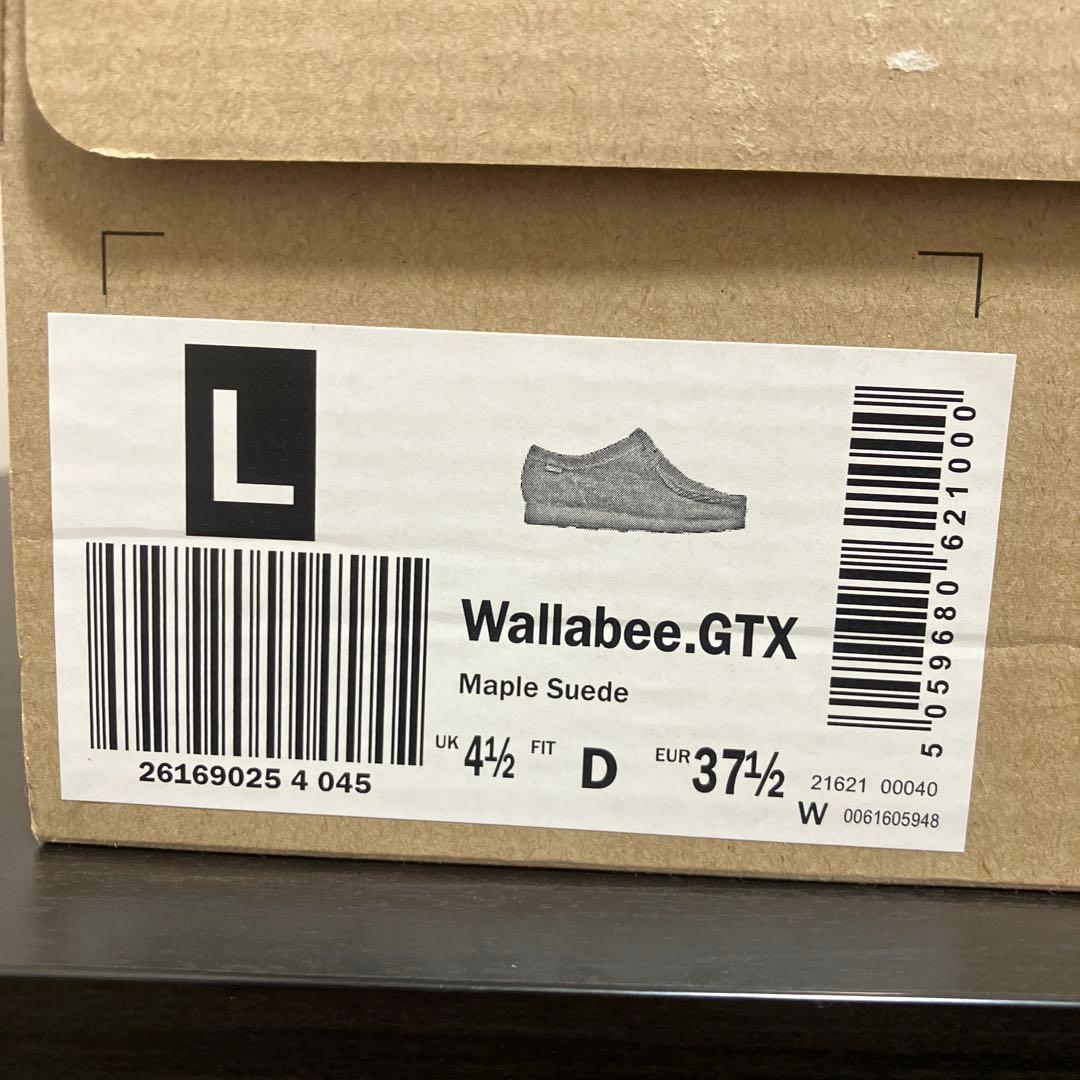 L
26169025 4 045
Wallabee.GTX
Maple Suede
UK 4½ FIT D EUR 37½
21621 00040
W 0061605948
5 059680 621000